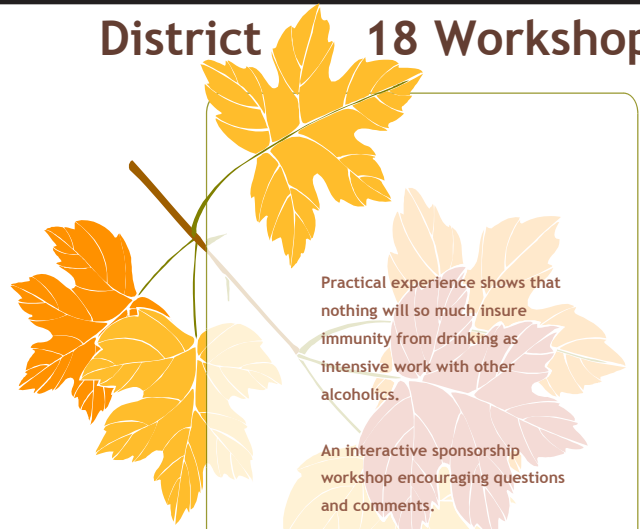 District 18 Workshop
Practical experience shows that
nothing will so much insure
immunity from drinking as
intensive work with other
alcoholics.
An interactive sponsorship
workshop encouraging questions
and comments.